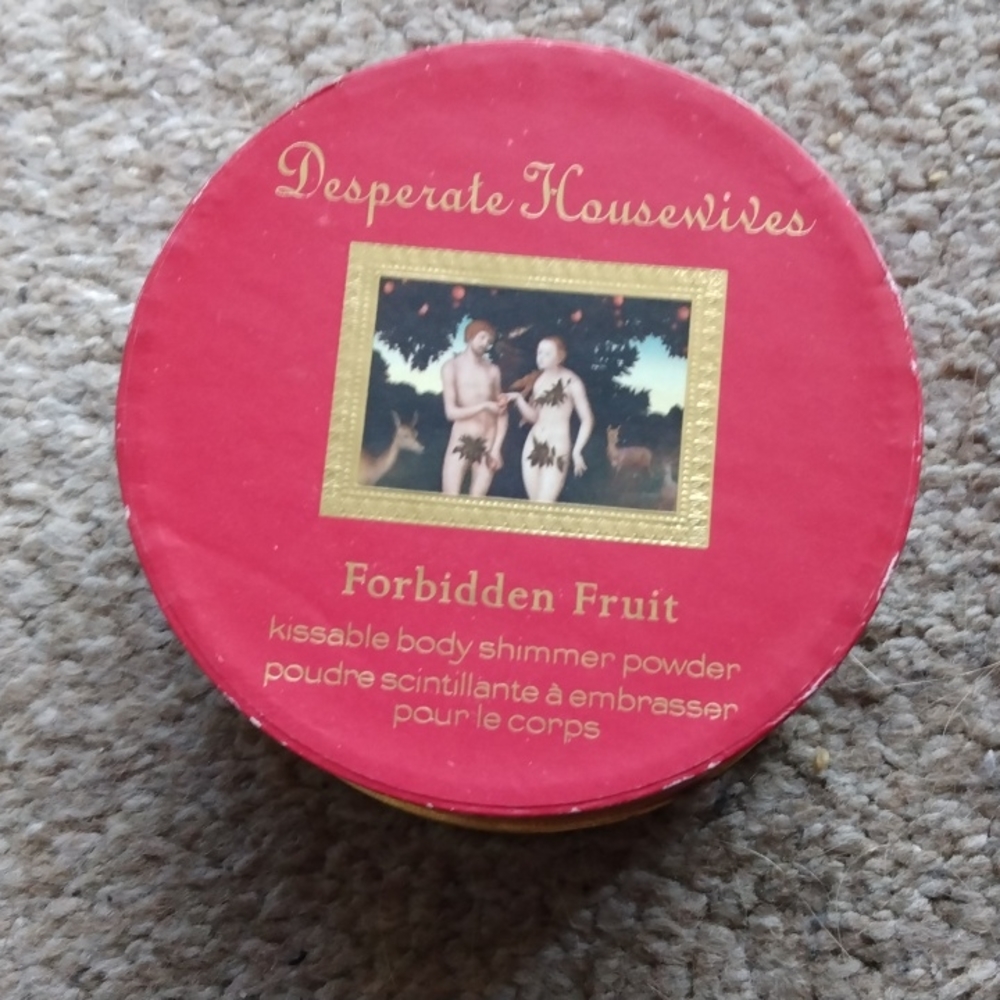 Desperate Housewives
Forbidden Fruit
kissable body shimmer powder
poudre scintillante à embrasser
pour le corps